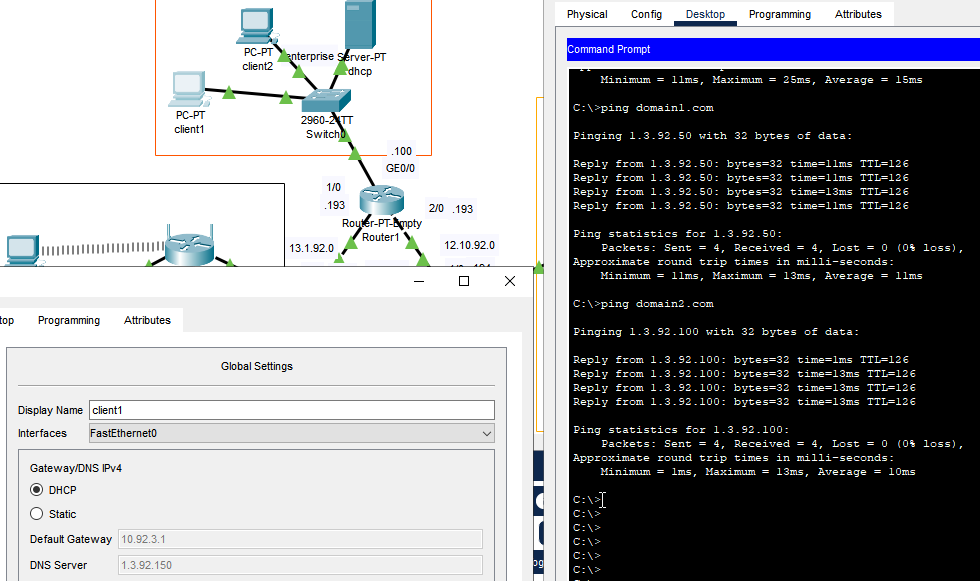 PC-PT
client2
enterprise Server-PT
dhcp
PC-PT
client1
2960-24TT
Switch0
.100
GE0/0
1/0
.193
2/0 .193
Router-PT-Empty
Router1
13.1.92.0
12.10.92.0
top Programming Attributes
Global Settings
Display Name client1
Interfaces FastEthernet0
Gateway/DNS IPv4
DHCP
Static
Default Gateway 10.92.3.1
DNS Server 1.3.92.150
Physical Config Desktop Programming Attributes
Command Prompt
Minimum = 11ms, Maximum = 25ms, Average = 15ms
C:\>ping domain1.com
Pinging 1.3.92.50 with 32 bytes of data:
Reply from 1.3.92.50: bytes=32 time=11ms TTL=126
Reply from 1.3.92.50: bytes=32 time=11ms TTL=126
Reply from 1.3.92.50: bytes=32 time=13ms TTL=126
Reply from 1.3.92.50: bytes=32 time=11ms TTL=126
Ping statistics for 1.3.92.50:
Packets: Sent = 4, Received = 4, Lost = 0 (0% loss),
Approximate round trip times in milli-seconds:
Minimum = 11ms, Maximum = 13ms, Average = 11ms
C:\>ping domain2.com
Pinging 1.3.92.100 with 32 bytes of data:
Reply from 1.3.92.100: bytes=32 time=1ms TTL=126
Reply from 1.3.92.100: bytes=32 time=13ms TTL=126
Reply from 1.3.92.100: bytes=32 time=13ms TTL=126
Reply from 1.3.92.100: bytes=32 time=13ms TTL=126
Ping statistics for 1.3.92.100:
Packets: Sent = 4, Received = 4, Lost = 0 (0% loss),
Approximate round trip times in milli-seconds:
Minimum = 1ms, Maximum = 13ms, Average = 10ms
C:\>
C:\>
C:\>
C:\>
C:\>
C:\>